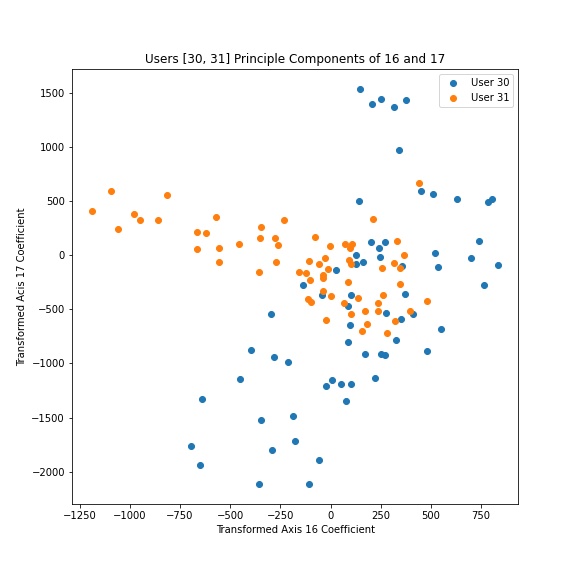 Users [30, 31] Principle Components of 16 and 17
User 30
User 31
1500
1000
500
0
−500
−1000
−1500
−2000
Transformed Acis 17 Coefficient
−1250 −1000 −750 −500 −250 0 250 500 750
Transformed Axis 16 Coefficient